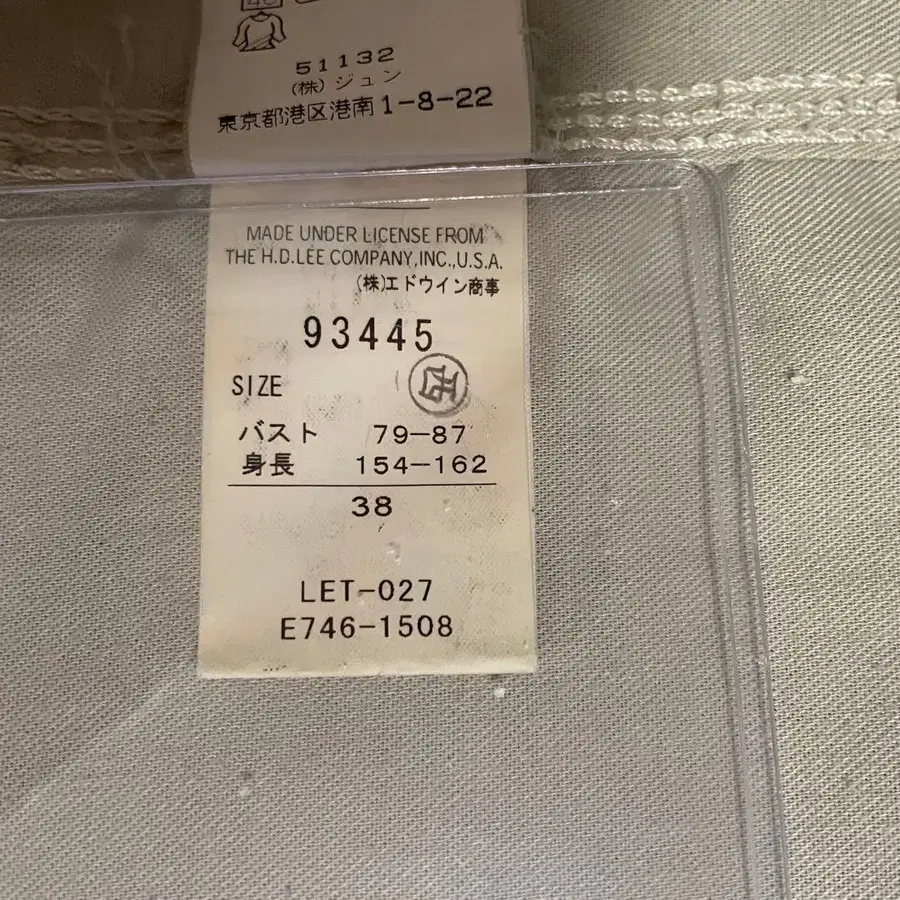 51132
(株)ジュン
東京都港区港南1-8-22
MADE UNDER LICENSE FROM
THE H.D.LEE COMPANY,INC.,U.S.A.
(株)エドウイン商事
93445
SIZE
バスト 79-87
身長 154-162
38
LET-027
E746-1508